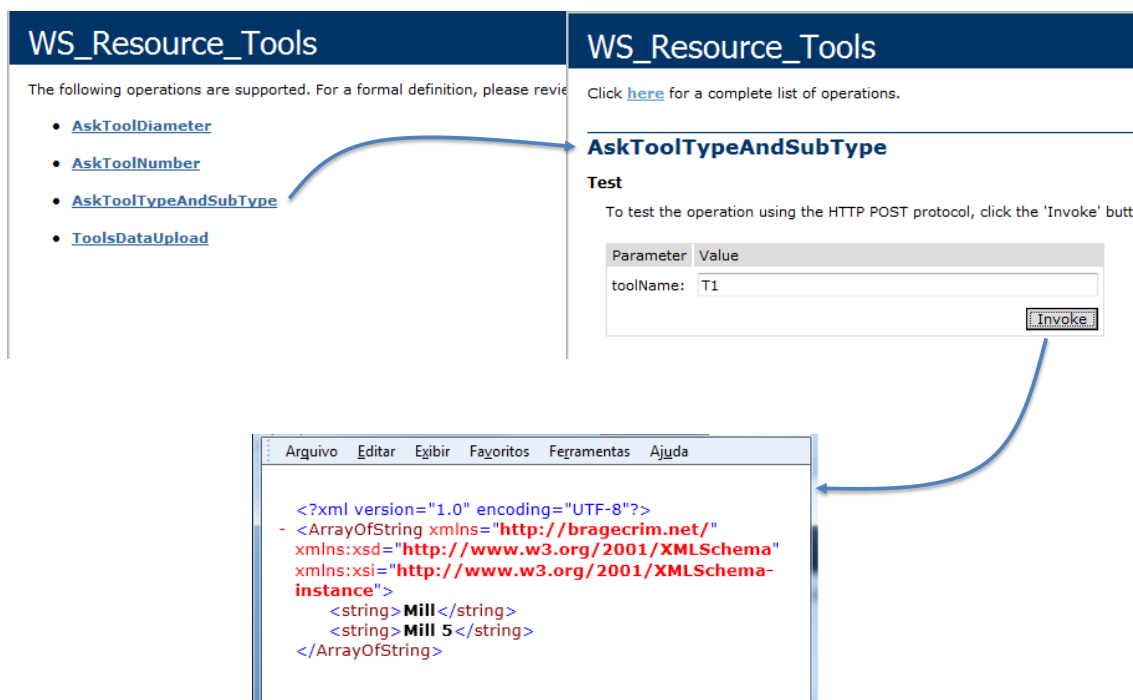 WS_Resource_Tools
The following operations are supported. For a formal definition, please
AskToolDiameter
AskToolNumber
AskToolTypeAndSubType
ToolsDataUpload
WS_Resource_Tools
Click here for a complete list of operations.
AskToolTypeAndSubType
Test
To test the operation using the HTTP POST protocol, click the 'Invoke'
Parameter Value
toolName: T1
Invoke
Arquivo Editar Exibir Favoritos Ferramentas Ajuda
<?xml version="1.0" encoding="UTF-8"?>
- <ArrayOfString xmlns="http://bragecrim.net/"
xmlns:xsd="http://www.w3.org/2001/XMLSchema"
xmlns:xsi="http://www.w3.org/2001/XMLSchema-
instance">
<string>Mill</string>
<string>Mill 5</string>
</ArrayOfString>